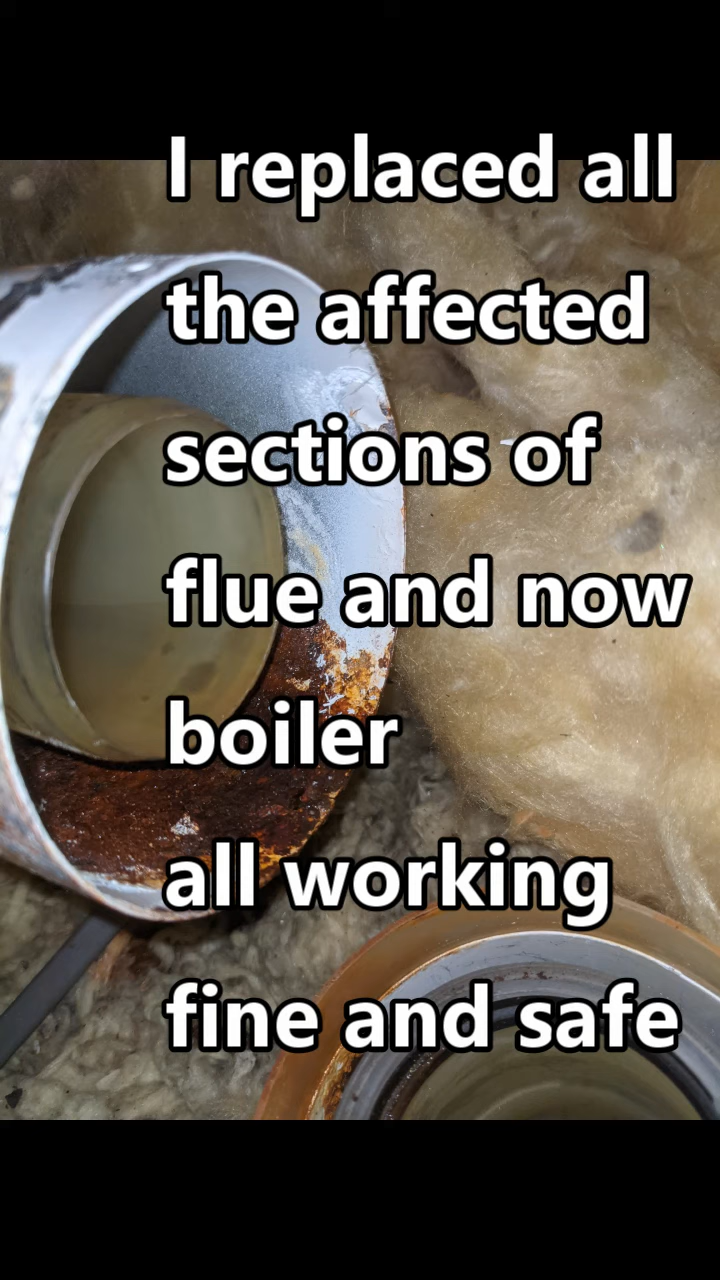 I replaced all
the affected
sections of
flue and now
boiler
all working
fine and safe